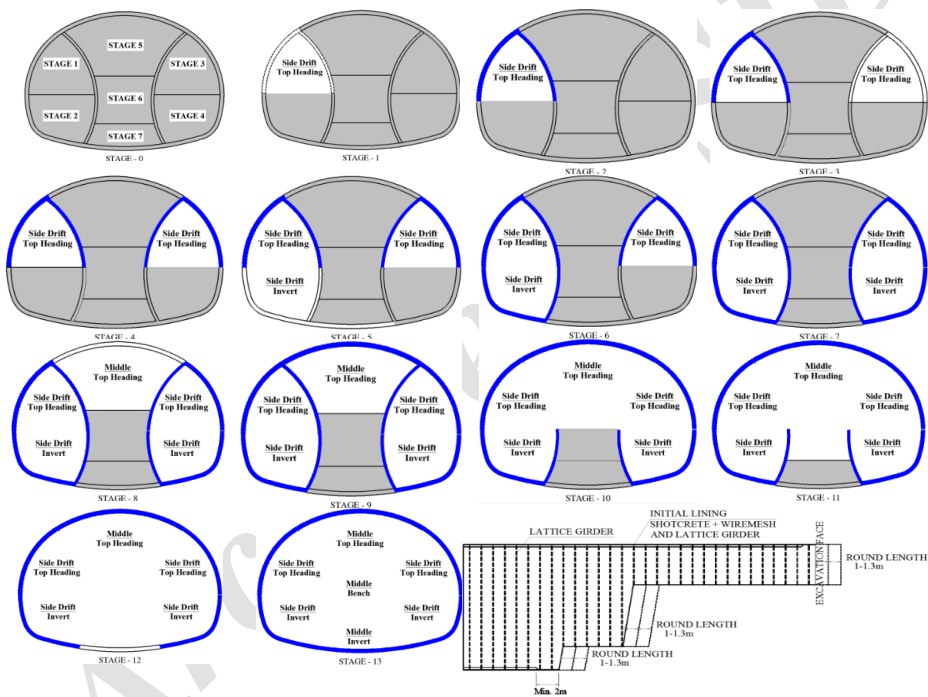 STAGE 5
STAGE 1
STAGE 3
STAGE 6
STAGE 2
STAGE 4
STAGE 7
STAGE - 0
Side Drift
Top Heading
STAGE - 1
Side Drift
Top Heading
STAGE - 2
Side Drift
Top Heading
Side Drift
Top Heading
STAGE - 3
Side Drift
Top Heading
Side Drift
Top Heading
STAGE - 4
Side Drift
Top Heading
Side Drift
Top Heading
Side Drift
Invert
STAGE - 5
Side Drift
Top Heading
Side Drift
Top Heading
Side Drift
Invert
STAGE - 6
Side Drift
Top Heading
Side Drift
Top Heading
Side Drift
Invert
Side Drift
Invert
STAGE - 7
Middle
Top Heading
Side Drift
Top Heading
Side Drift
Top Heading
Side Drift
Invert
Side Drift
Invert
STAGE - 8
Middle
Top Heading
Side Drift
Top Heading
Side Drift
Top Heading
Side Drift
Invert
Side Drift
Invert
STAGE - 9
Middle
Top Heading
Side Drift
Top Heading
Side Drift
Top Heading
Side Drift
Invert
Side Drift
Invert
STAGE - 10
Middle
Top Heading
Side Drift
Top Heading
Side Drift
Top Heading
Side Drift
Invert
Side Drift
Invert
STAGE - 11
Middle
Top Heading
Side Drift
Top Heading
Side Drift
Top Heading
Side Drift
Invert
Side Drift
Invert
STAGE - 12
Middle
Top Heading
Side Drift
Top Heading
Side Drift
Top Heading
Middle
Bench
Side Drift
Invert
Side Drift
Invert
Middle
Invert
STAGE - 13
LATTICE GIRDER
INITIAL LINING
SHOTCRETE + WIREMESH
AND LATTICE GIRDER
EXCAVATION FACE
ROUND LENGTH
1-1.3m
ROUND LENGTH
1-1.3m
ROUND LENGTH
1-1.3m
Min. 2m